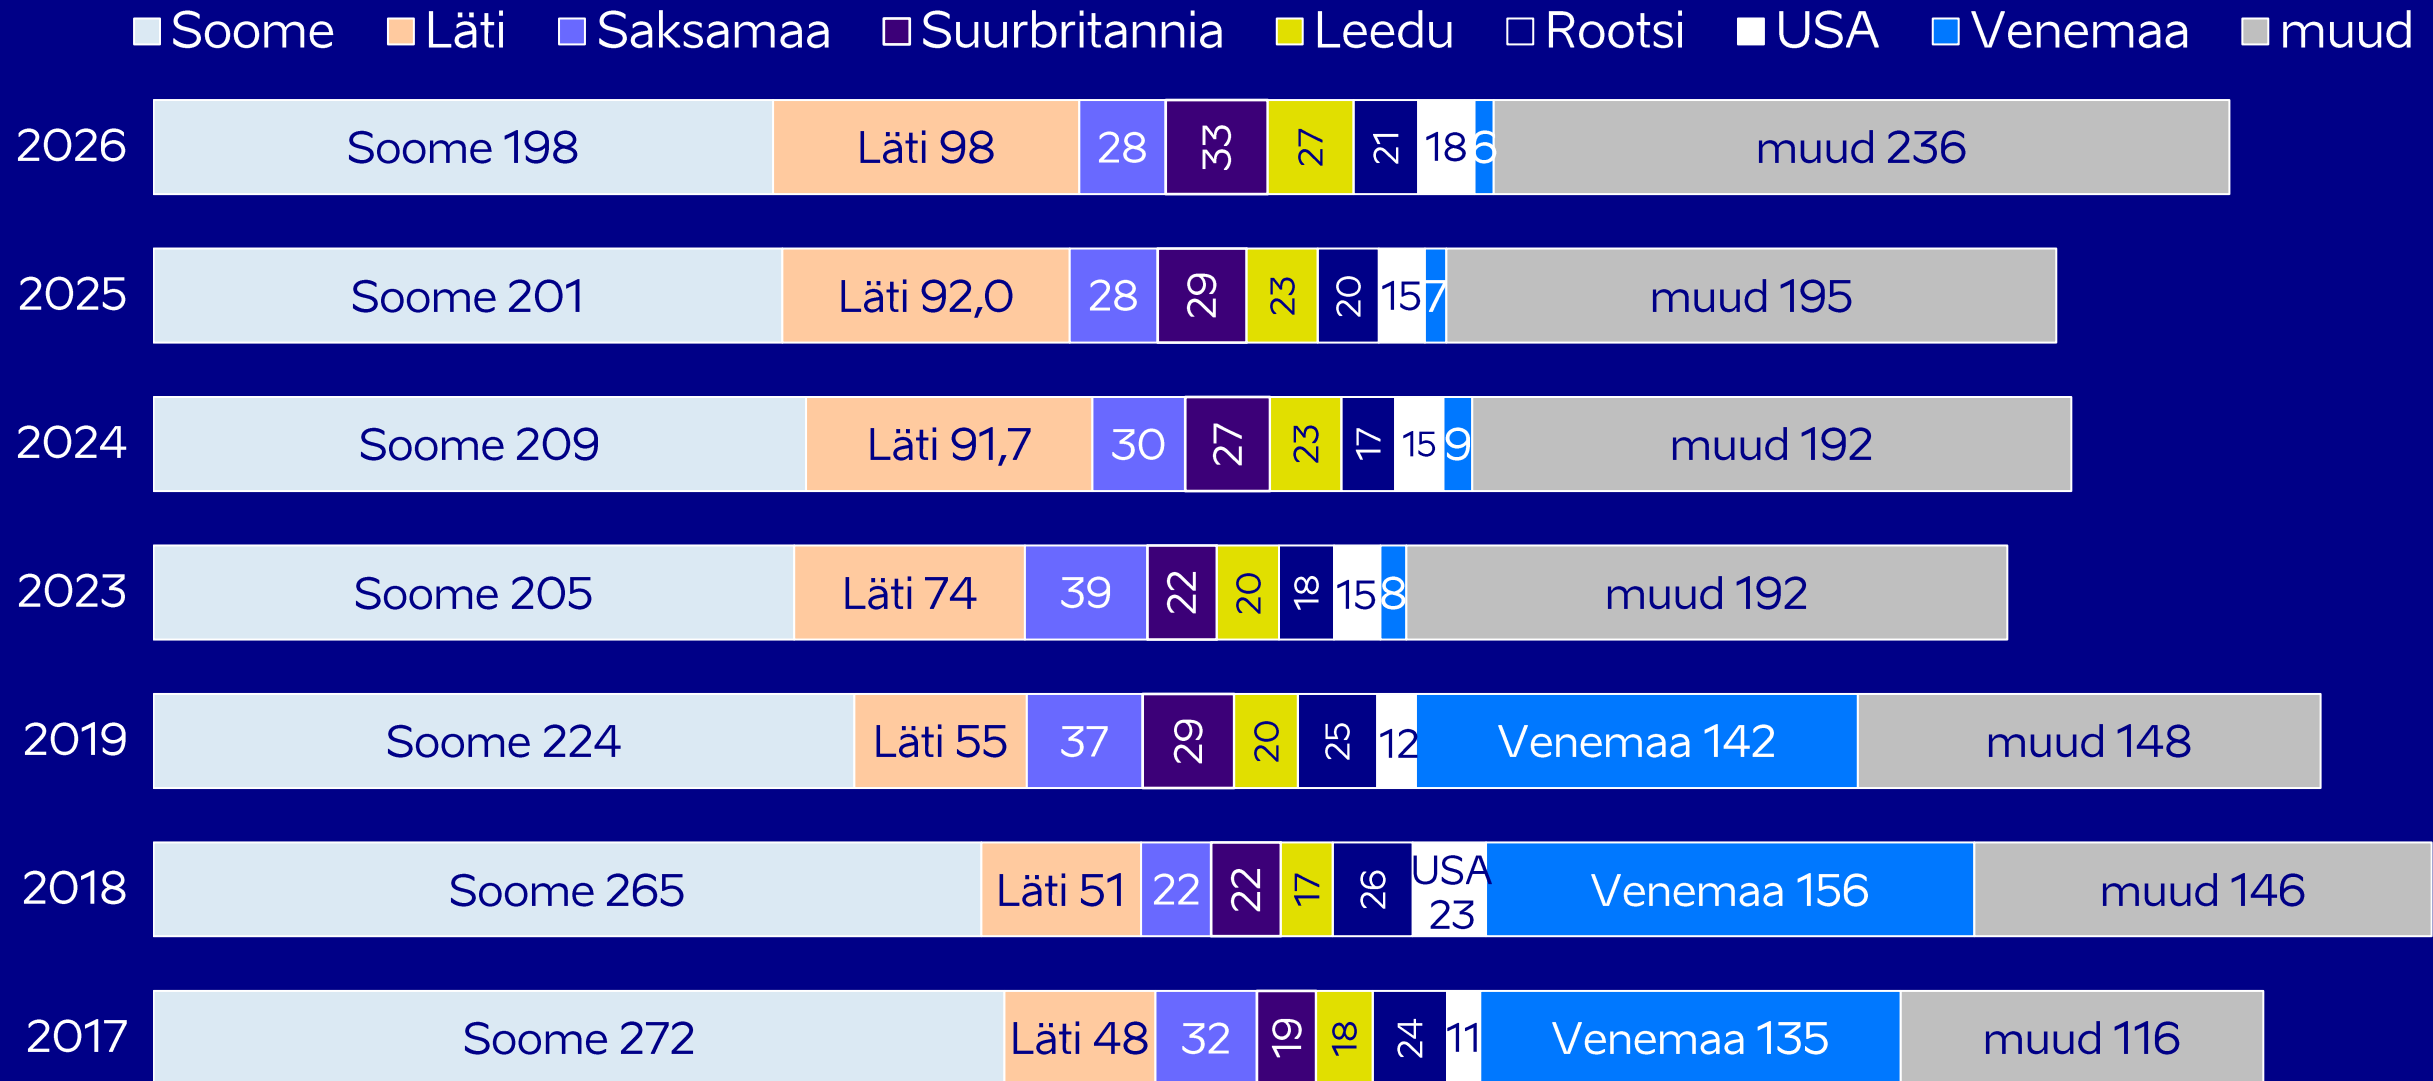 Soome Läti Saksamaa Suurbritannia Leedu Rootsi USA Venemaa muud
2026 Soome 198 Läti 98 28 33 27 21 18 6 muud 236
2025 Soome 201 Läti 92,0 28 29 23 20 15 7 muud 195
2024 Soome 209 Läti 91,7 30 27 23 17 15 9 muud 192
2023 Soome 205 Läti 74 39 22 20 18 15 8 muud 192
2019 Soome 224 Läti 55 37 29 20 25 12 Venemaa 142 muud 148
2018 Soome 265 Läti 51 22 22 17 26 USA 23 Venemaa 156 muud 146
2017 Soome 272 Läti 48 32 19 18 24 11 Venemaa 135 muud 116